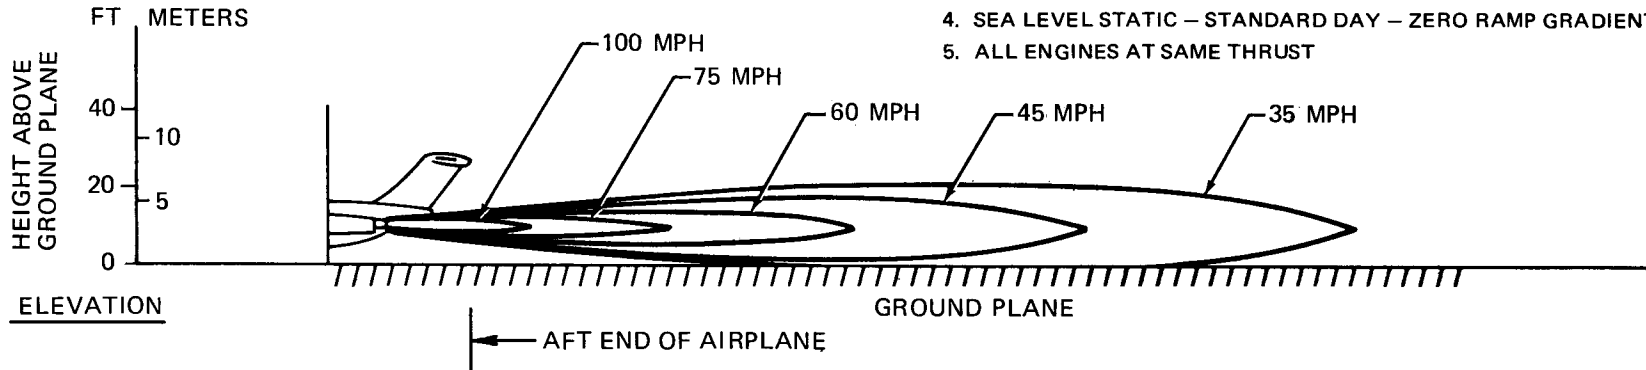 FT METERS
4. SEA LEVEL STATIC – STANDARD DAY – ZERO RAMP GRADIENT
5. ALL ENGINES AT SAME THRUST
100 MPH
75 MPH
60 MPH
45 MPH
35 MPH
HEIGHT ABOVE
GROUND PLANE
40
10
20
5
0
ELEVATION
GROUND PLANE
AFT END OF AIRPLANE